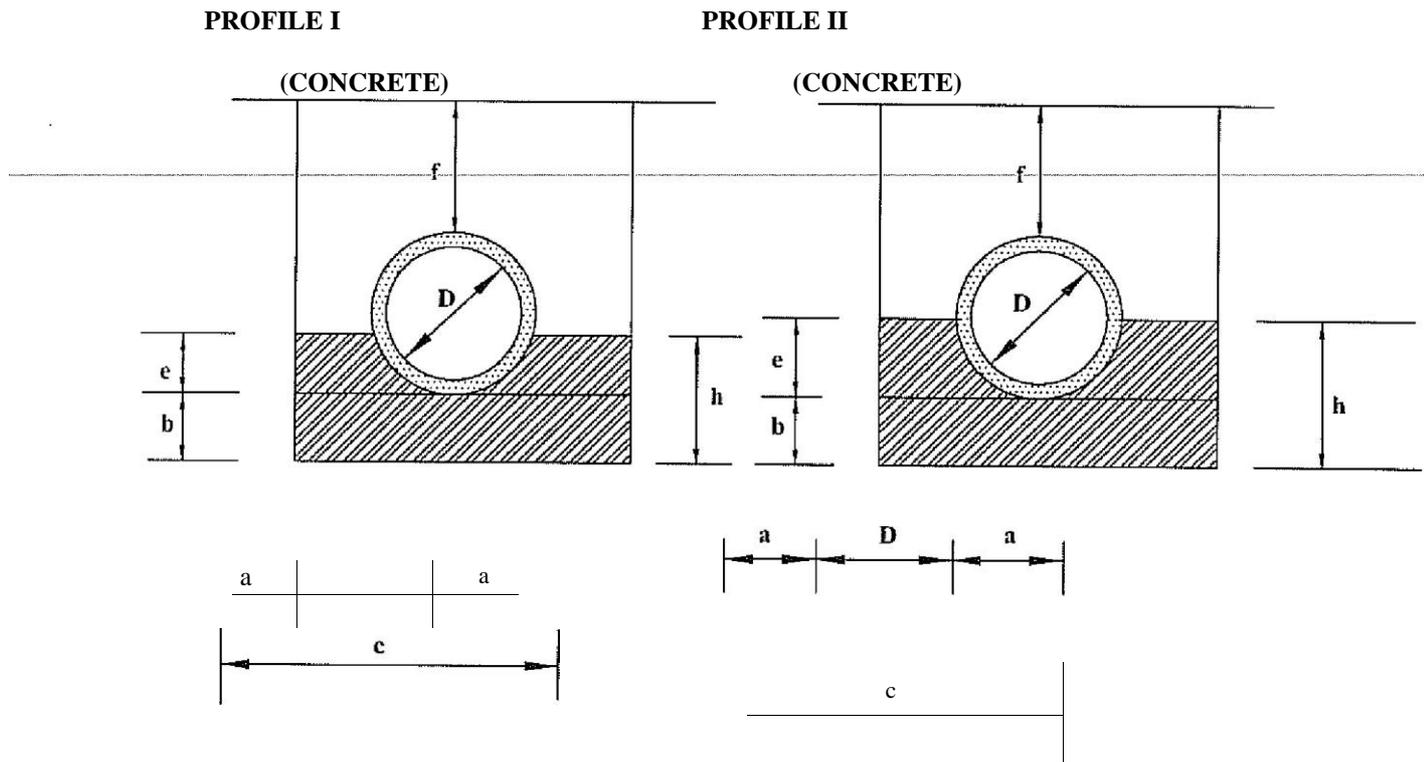 PROFILE I PROFILE II
(CONCRETE) (CONCRETE)
f f
D D
e e
h h
b b
a D a
a a
c
c